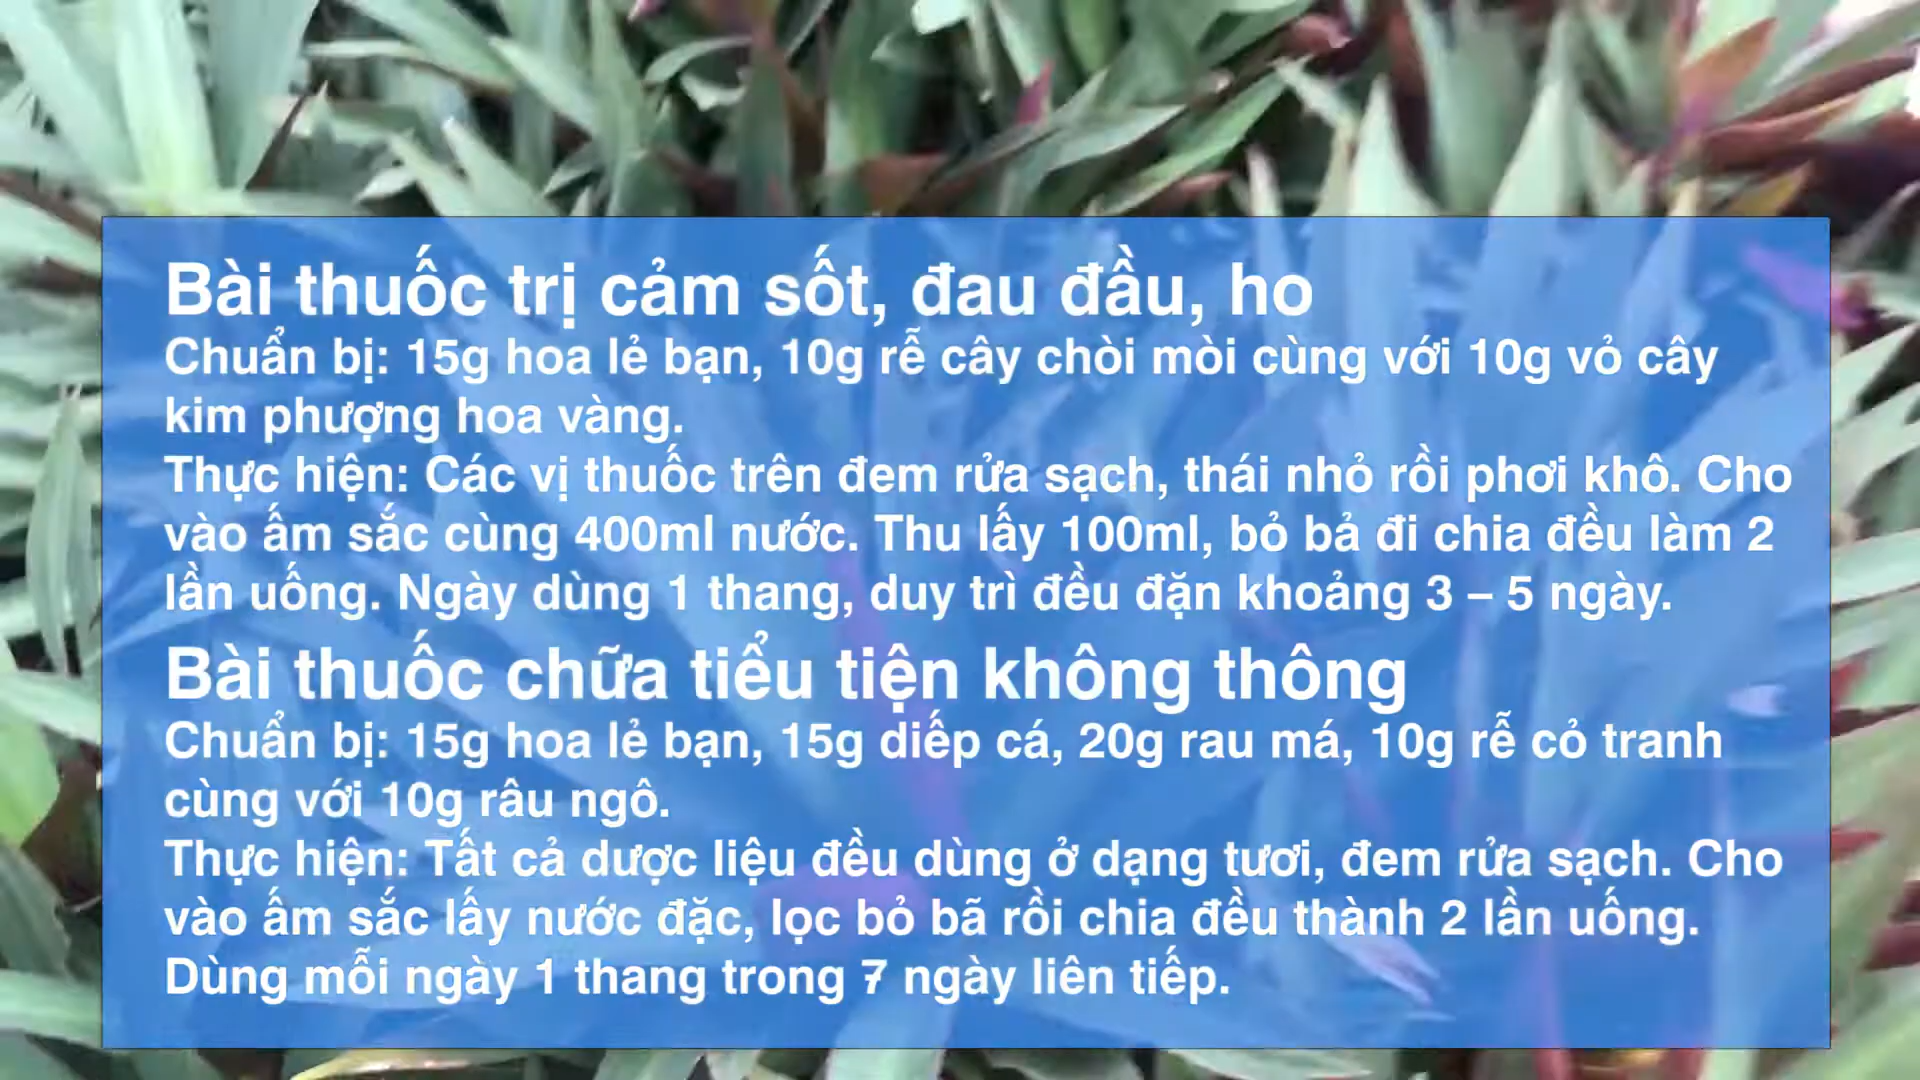 Bài thuốc trị cảm sốt, đau đầu, ho
Chuẩn bị: 15g hoa lẻ bạn, 10g rễ cây chòi mòi cùng với 10g vỏ cây
kim phượng hoa vàng.
Thực hiện: Các vị thuốc trên đem rửa sạch, thái nhỏ rồi phơi khô. Cho
vào ấm sắc cùng 400ml nước. Thu lấy 100ml, bỏ bả đi chia đều làm 2
lần uống. Ngày dùng 1 thang, duy trì đều đặn khoảng 3 – 5 ngày.
Bài thuốc chữa tiểu tiện không thông
Chuẩn bị: 15g hoa lẻ bạn, 15g diếp cá, 20g rau má, 10g rễ cỏ tranh
cùng với 10g râu ngô.
Thực hiện: Tất cả dược liệu đều dùng ở dạng tươi, đem rửa sạch. Cho
vào ấm sắc lấy nước đặc, lọc bỏ bã rồi chia đều thành 2 lần uống.
Dùng mỗi ngày 1 thang trong 7 ngày liên tiếp.